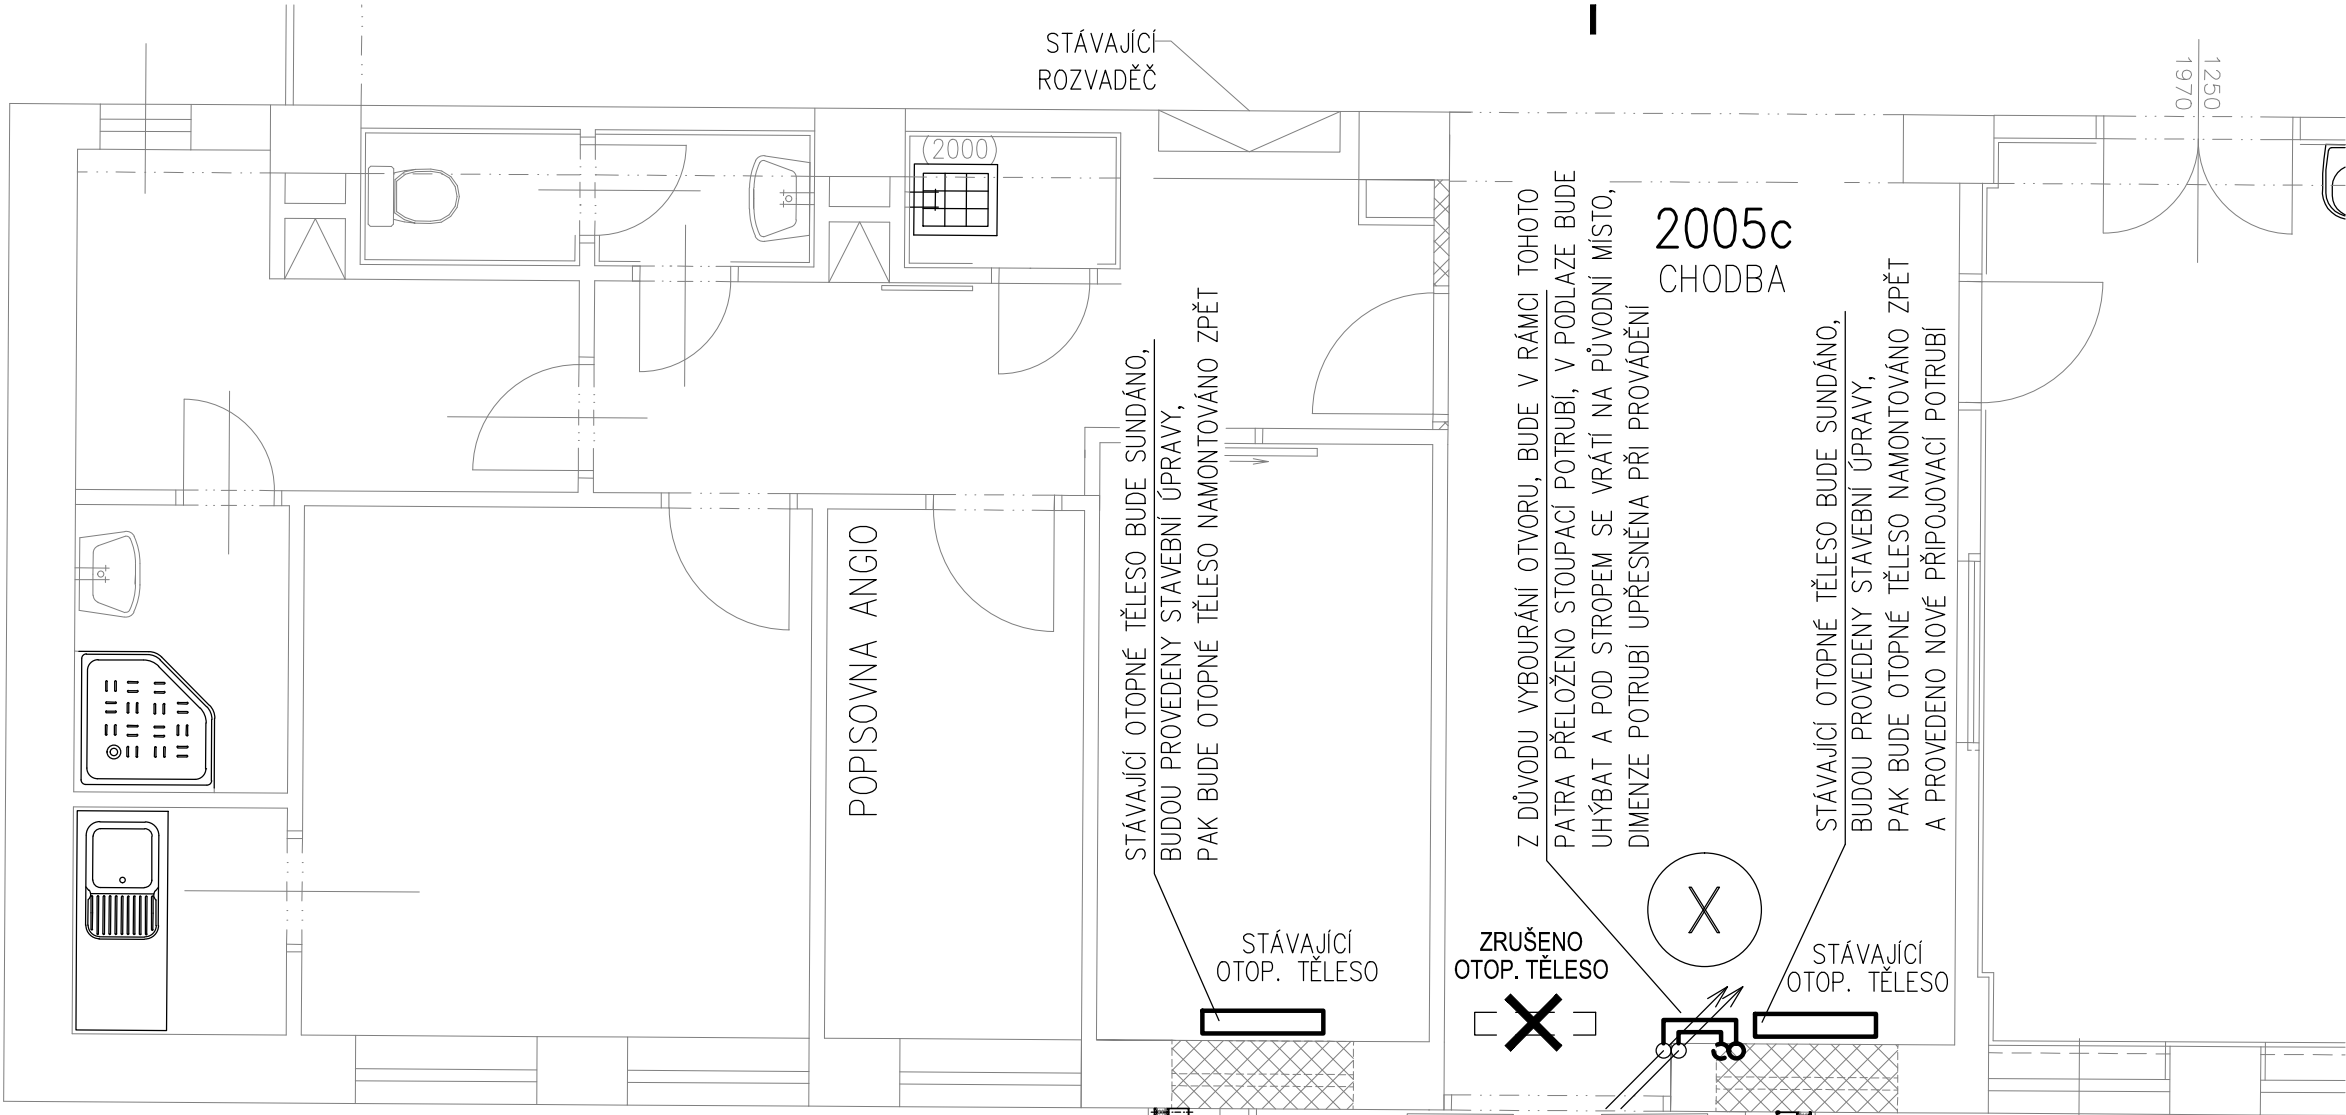 STÁVAJÍCÍ
ROZVADĚČ
1250
1970
(2000)
2005c
CHODBA
POPISOVNA ANGIO
STÁVAJÍCÍ OTOPNÉ TĚLESO BUDE SUNDÁNO,
BUDOU PROVEDENY STAVEBNÍ ÚPRAVY,
PAK BUDE OTOPNÉ TĚLESO NAMONTOVÁNO ZPĚT
Z DŮVODU VYBOURÁNÍ OTVORU, BUDE V RÁMCI TOHOTO
PATRA PŘELOŽENO STOUPACÍ POTRUBÍ, V PODLAZE BUDE
UHÝBAT A POD STROPEM SE VRÁTÍ NA PŮVODNÍ MÍSTO,
DIMENZE POTRUBÍ UPŘESNĚNA PŘI PROVÁDĚNÍ
STÁVAJÍCÍ OTOPNÉ TĚLESO BUDE SUNDÁNO,
BUDOU PROVEDENY STAVEBNÍ ÚPRAVY,
PAK BUDE OTOPNÉ TĚLESO NAMONTOVÁNO ZPĚT
A PROVEDENO NOVÉ PŘIPOJOVACÍ POTRUBÍ
X
STÁVAJÍCÍ
OTOP. TĚLESO
ZRUŠENO
OTOP. TĚLESO
STÁVAJÍCÍ
OTOP. TĚLESO